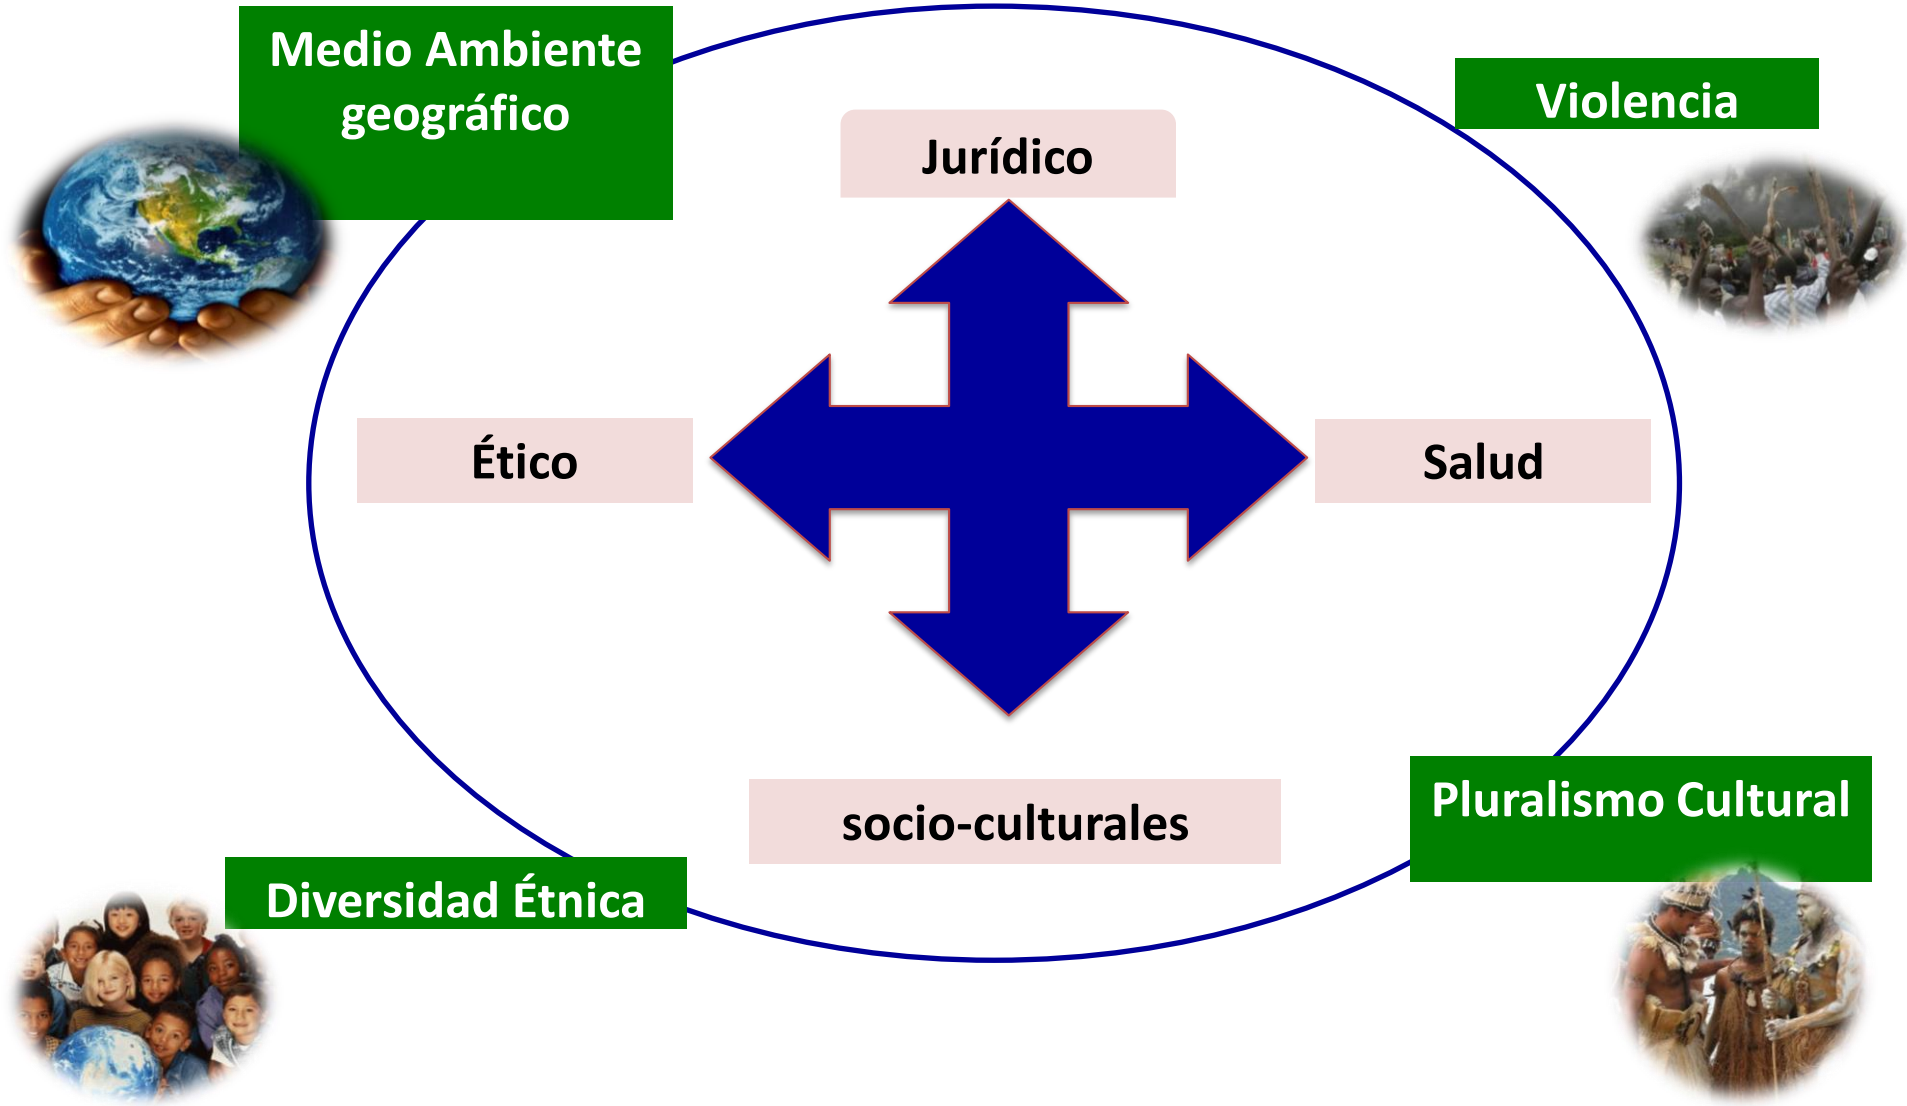 Medio Ambiente
geográfico
Violencia
Jurídico
Ético
Salud
socio-culturales
Pluralismo Cultural
Diversidad Étnica